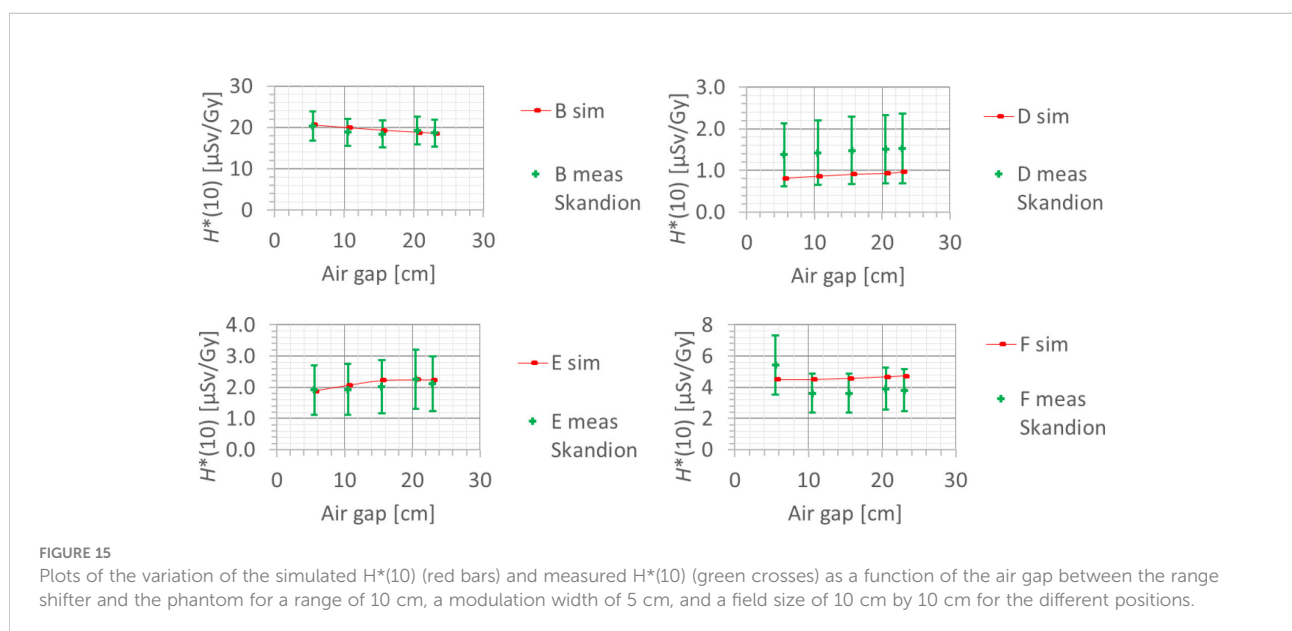 30
20
10
0
H*(10) [µSv/Gy]
0 10 20 30
Air gap [cm]
B sim
B meas
Skandion
3.0
2.0
1.0
0.0
H*(10) [µSv/Gy]
0 10 20 30
Air gap [cm]
D sim
D meas
Skandion
4.0
3.0
2.0
1.0
0.0
H*(10) [µSv/Gy]
0 10 20 30
Air gap [cm]
E sim
E meas
Skandion
8
6
4
2
0
H*(10) [µSv/Gy]
0 10 20 30
Air gap [cm]
F sim
F meas
Skandion
FIGURE 15
Plots of the variation of the simulated H*(10) (red bars) and measured H*(10) (green crosses) as a function of the air gap between the range
shifter and the phantom for a range of 10 cm, a modulation width of 5 cm, and a field size of 10 cm by 10 cm for the different positions.